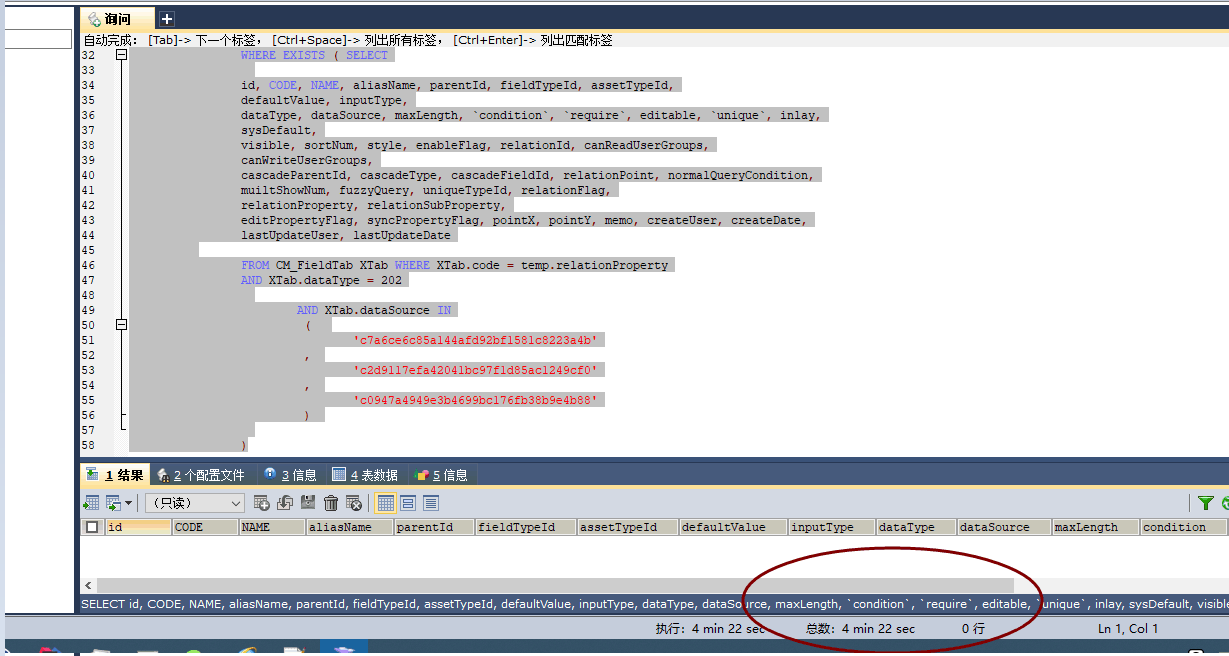 询问
自动完成: [Tab]-> 下一个标签, [Ctrl+Space]-> 列出所有标签, [Ctrl+Enter]-> 列出匹配标签
32 WHERE EXISTS ( SELECT
33
34 id, CODE, NAME, aliasName, parentId, fieldTypeId, assetTypeId,
35 defaultValue, inputType,
36 dataType, dataSource, maxLength, `condition`, `require`, editable, `unique`, inlay,
37 sysDefault,
38 visible, sortNum, style, enableFlag, relationId, canReadUserGroups,
39 canWriteUserGroups,
40 cascadeParentId, cascadeType, cascadeFieldId, relationPoint, normalQueryCondition,
41 muiltShowNum, fuzzyQuery, uniqueTypeId, relationFlag,
42 relationProperty, relationSubProperty,
43 editPropertyFlag, syncPropertyFlag, pointX, pointY, memo, createUser, createDate,
44 lastUpdateUser, lastUpdateDate
45
46 FROM CM_FieldTab XTab WHERE XTab.code = temp.relationProperty
47 AND XTab.dataType = 202
48
49 AND XTab.dataSource IN
50 (
51 'c7a6ce6c85a144afd92bf1581c8223a4b'
52 ,
53 'c2d9117efa42041bc97f1d85ac1249cf0'
54 ,
55 'c0947a4949e3b4699bc176fb38b9e4b88'
56 )
57
58 )
1 结果 2 个配置文件 3 信息 4 表数据 5 信息
（只读）
id CODE NAME aliasName parentId fieldTypeId assetTypeId defaultValue inputType dataType dataSource maxLength condition
SELECT id, CODE, NAME, aliasName, parentId, fieldTypeId, assetTypeId, defaultValue, inputType, dataType, dataSource, maxLength, `condition`, `require`, editable, `unique`, inlay, sysDefault, visible
执行: 4 min 22 sec 总数: 4 min 22 sec 0 行 Ln 1, Col 1